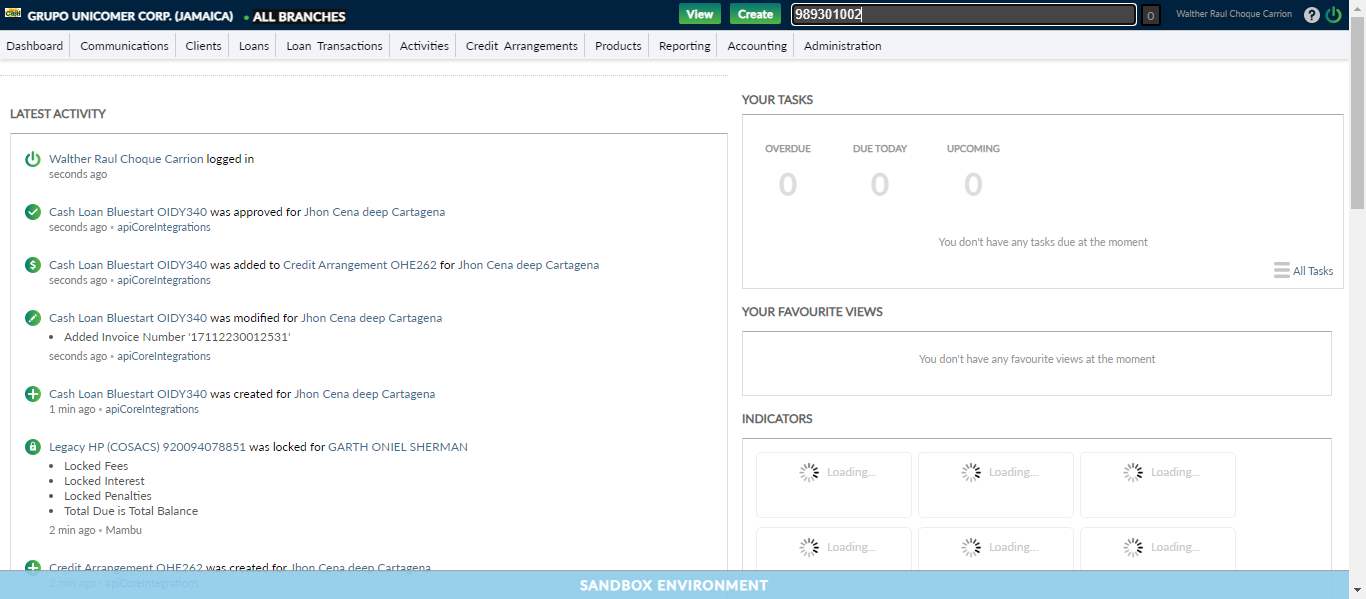 GRUPO UNICOMER CORP. (JAMAICA) • ALL BRANCHES View Create 989301002 0 Walther Raul Choque Carrion ?
Dashboard Communications Clients Loans Loan Transactions Activities Credit Arrangements Products Reporting Accounting Administration
LATEST ACTIVITY
Walther Raul Choque Carrion logged in
seconds ago
Cash Loan Bluestart OIDY340 was approved for Jhon Cena deep Cartagena
seconds ago • apiCoreIntegrations
Cash Loan Bluestart OIDY340 was added to Credit Arrangement OHE262 for Jhon Cena deep Cartagena
seconds ago • apiCoreIntegrations
Cash Loan Bluestart OIDY340 was modified for Jhon Cena deep Cartagena
• Added Invoice Number '17112230012531'
seconds ago • apiCoreIntegrations
Cash Loan Bluestart OIDY340 was created for Jhon Cena deep Cartagena
1 min ago • apiCoreIntegrations
Legacy HP (COSACS) 920094078851 was locked for GARTH ONIEL SHERMAN
• Locked Fees
• Locked Interest
• Locked Penalties
• Total Due is Total Balance
2 min ago • Mambu
Credit Arrangement OHE262 was created for Jhon Cena deep Cartagena
2 min ago • apiCoreIntegrations
YOUR TASKS
OVERDUE DUE TODAY UPCOMING
0 0 0
You don't have any tasks due at the moment
All Tasks
YOUR FAVOURITE VIEWS
You don't have any favourite views at the moment
INDICATORS
Loading... Loading... Loading...
Loading... Loading... Loading...
SANDBOX ENVIRONMENT